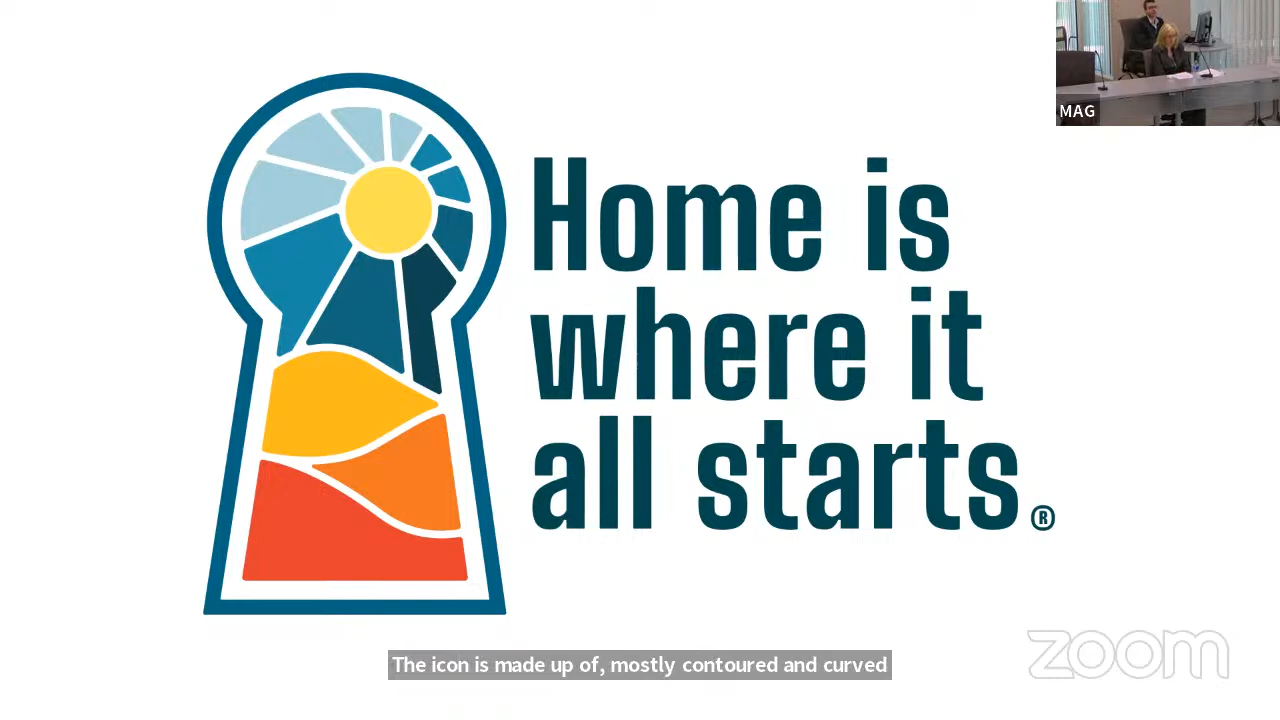 MAG
Home is
where it
all starts®
zoom
The icon is made up of, mostly contoured and curved